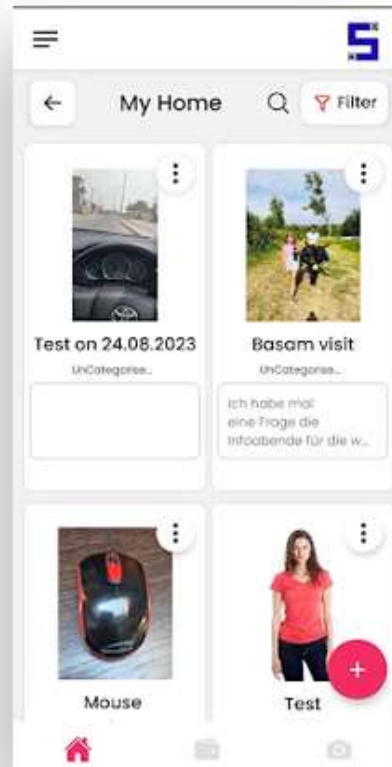 My Home
Filter
Test on 24.08.2023
UnCategorise...
Basam visit
UnCategorise...
Ich habe mal
eine Frage die
Infoabende für die w...
Mouse
Test